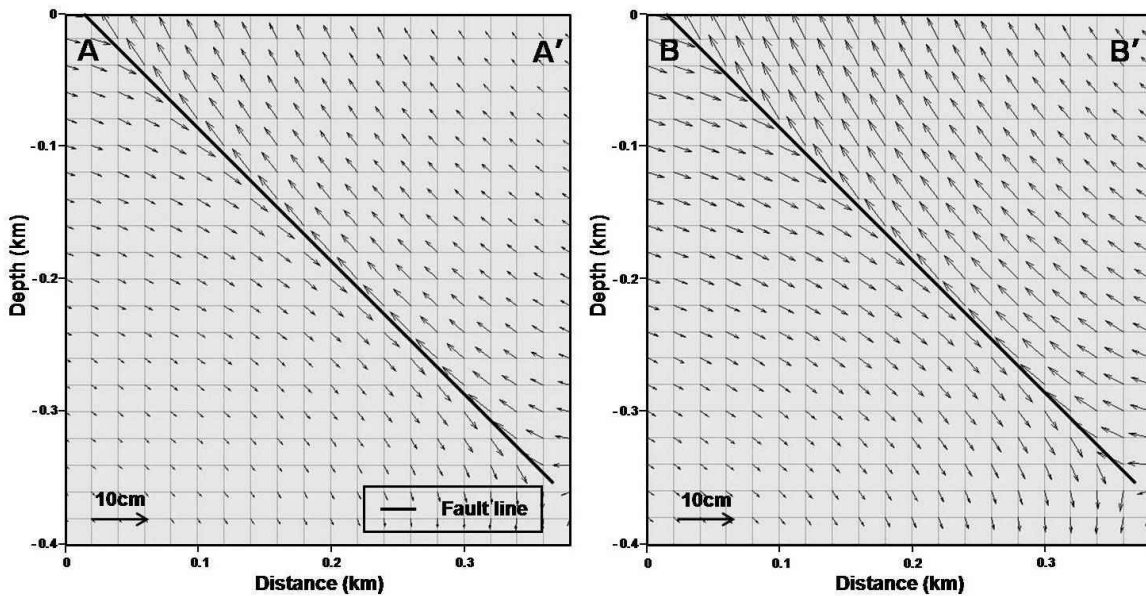 0
A
A'
-0.1
-0.2
-0.3
-0.4
Depth (km)
10cm
Fault line
0
0.1
0.2
0.3
Distance (km)
0
B
B'
-0.1
-0.2
-0.3
-0.4
Depth (km)
10cm
0
0.1
0.2
0.3
Distance (km)